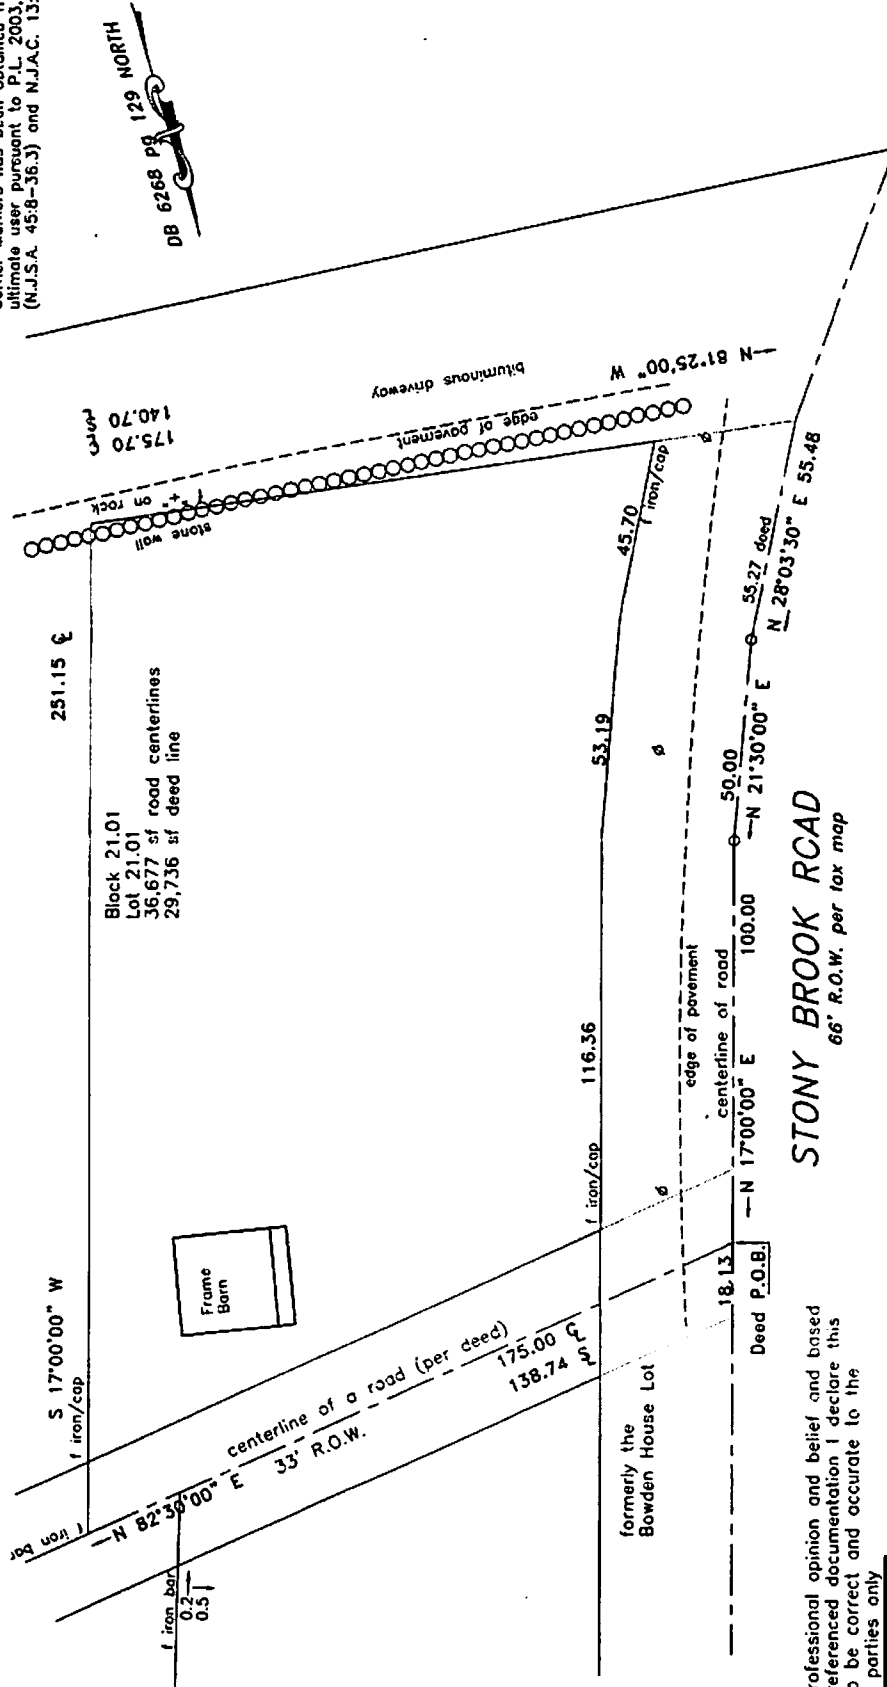 ultimate user pursuant to P.L. 2003,
(N.J.S.A. 45:8-36.3) and N.J.A.C. 13:
DB 6268 Pg 129 NORTH
175.70 ℄
140.70
bituminous driveway
N 81°25'00" W
edge of pavement
"+" on rock
stone wall
251.15 ℄
Block 21.01
Lot 21.01
36,677 sf road centerlines
29,736 sf deed line
45.70
f iron/cap
53.19
116.36
f iron/cap
55.27 deed
N 28°03'30" E 55.48
50.00
N 21°30'00" E
100.00
N 17°00'00" E
edge of pavement
centerline of road
STONY BROOK ROAD
66' R.O.W. per tax map
18.13
Deed P.O.B.
Frame
Barn
S 17°00'00" W
f iron/cap
f iron bar
centerline of a road (per deed)
175.00 ℄
138.74
N 82°30'00" E
33' R.O.W.
f iron bar
0.2
0.5
formerly the
Bowden House Lot
rofessional opinion and belief and based
eferenced documentation I declare this
o be correct and accurate to the
parties only